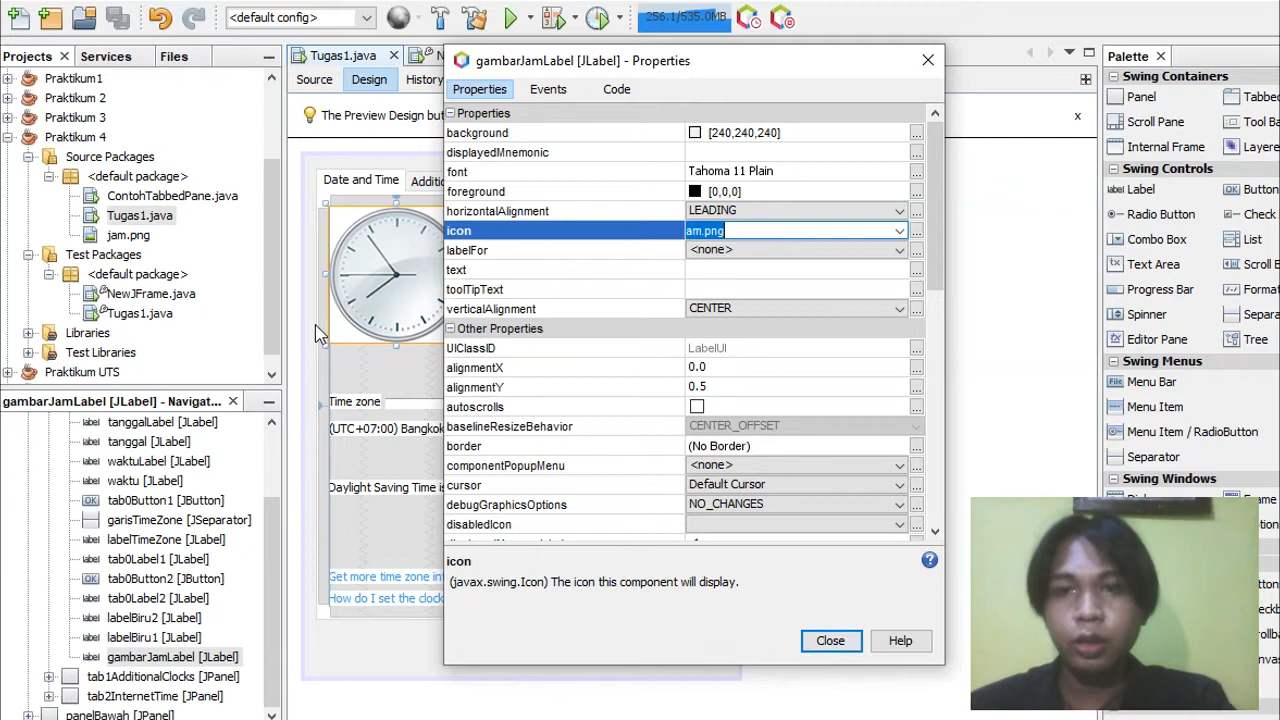 <default config>
256.1/535.0MB
Projects
Services
Files
Praktikum1
Praktikum 2
Praktikum 3
Praktikum 4
Source Packages
<default package>
ContohTabbedPane.java
Tugas1.java
jam.png
Test Packages
<default package>
NewJFrame.java
Tugas1.java
Libraries
Test Libraries
Praktikum UTS
gambarJamLabel [JLabel] - Navigat...
tanggalLabel [JLabel]
tanggal [JLabel]
waktuLabel [JLabel]
waktu [JLabel]
tab0Button1 [JButton]
garisTimeZone [JSeparator]
labelTimeZone [JLabel]
tab0Label1 [JLabel]
tab0Button2 [JButton]
tab0Label2 [JLabel]
labelBiru2 [JLabel]
labelBiru1 [JLabel]
gambarJamLabel [JLabel]
tab1AdditionalClocks [JPanel]
tab2InternetTime [JPanel]
panelBawah [JPanel]
Tugas1.java
Source
Design
History
The Preview Design but
x
Date and Time
Additio
Time zone
(UTC+07:00) Bangkok
Daylight Saving Time is
Get more time zone in
How do I set the clock
gambarJamLabel [JLabel] - Properties
Properties
Events
Code
Properties
background [240,240,240]
displayedMnemonic
font Tahoma 11 Plain
foreground [0,0,0]
horizontalAlignment LEADING
icon am.png
labelFor <none>
text
toolTipText
verticalAlignment CENTER
Other Properties
UIClassID LabelUI
alignmentX 0.0
alignmentY 0.5
autoscrolls
baselineResizeBehavior CENTER_OFFSET
border (No Border)
componentPopupMenu <none>
cursor Default Cursor
debugGraphicsOptions NO_CHANGES
disabledIcon
icon
(javax.swing.Icon) The icon this component will display.
Close
Help
Palette
Swing Containers
Panel
Tabbed
Scroll Pane
Tool Ba
Internal Frame
Layere
Swing Controls
label Label
OK Button
Radio Button
Check
Combo Box
List
Text Area
Scroll B
Progress Bar
Format
Spinner
Separa
Editor Pane
Tree
Swing Menus
File Menu Bar
Menu Item
Menu Item / RadioButton
Separator
Swing Windows